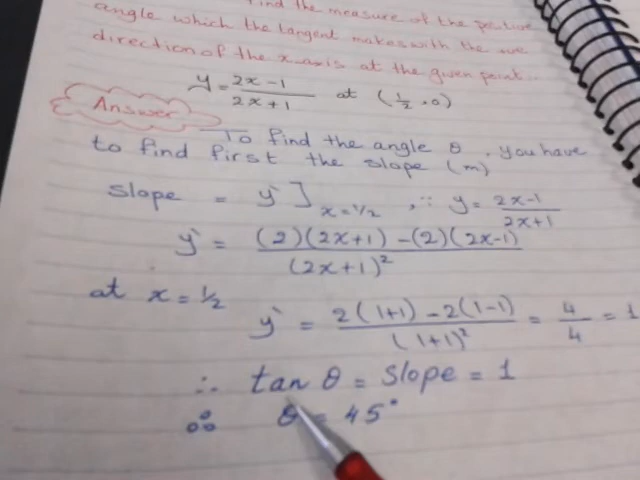 Find the measure of the positive
angle which the tangent makes with the +ve
direction of the x-axis at the given point..
y = (2x-1)/(2x+1) at (1/2, 0)
Answer
To find the angle θ, you have
to find first the slope (m)
Slope = y`]x=1/2 , ∵ y = (2x-1)/(2x+1)
y` = ((2)(2x+1) - (2)(2x-1))/(2x+1)²
at x = 1/2
y` = (2(1+1) - 2(1-1))/(1+1)² = 4/4 = 1
∴ tan θ = Slope = 1
∴ θ = 45°